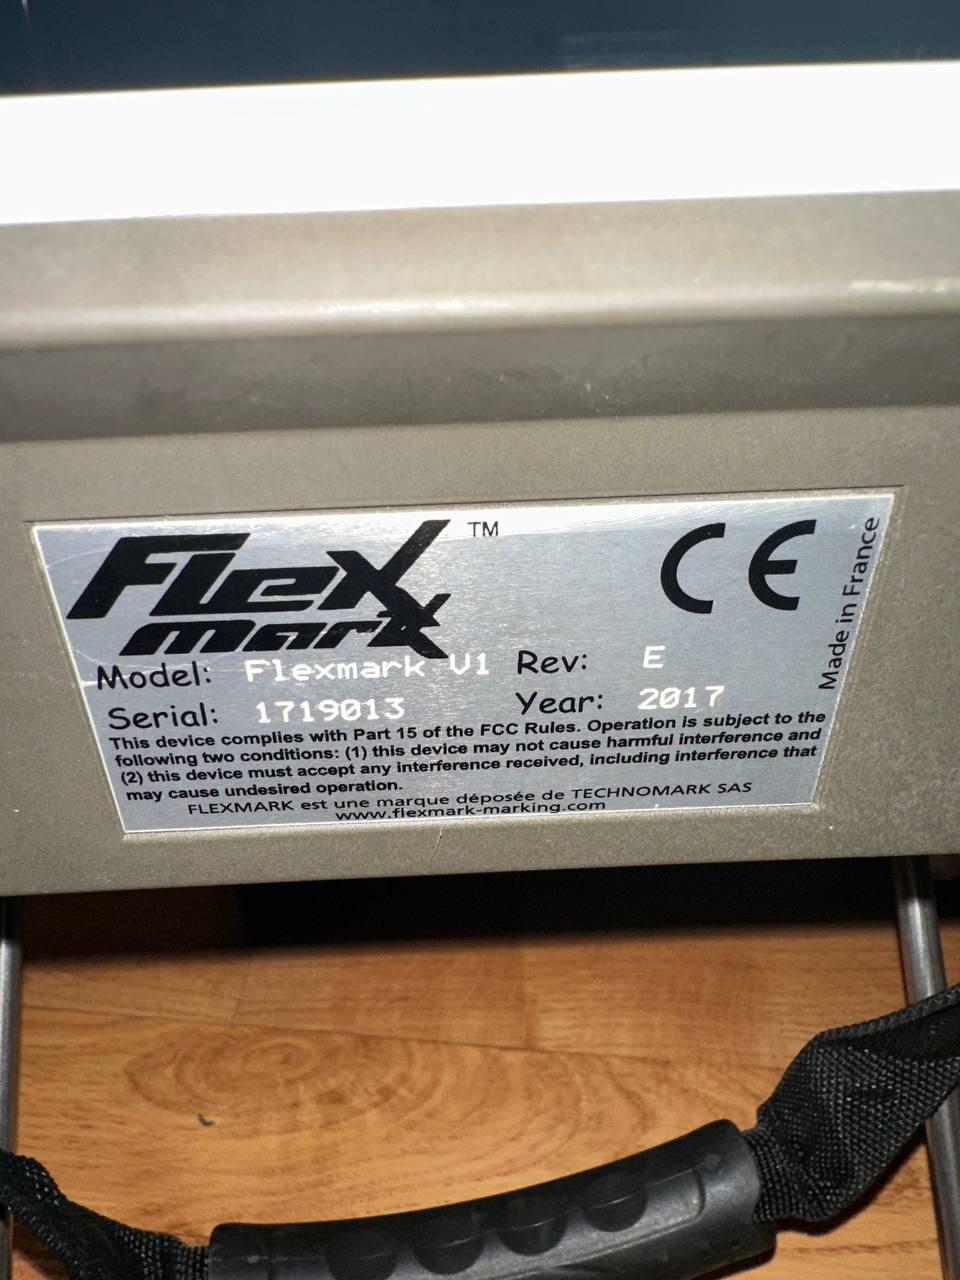 Flex TM
mark
CE
Made in France
Model: Flexmark V1 Rev: E
Serial: 1719013 Year: 2017
This device complies with Part 15 of the FCC Rules. Operation is subject to the
following two conditions: (1) this device may not cause harmful interference and
(2) this device must accept any interference received, including interference that
may cause undesired operation.
FLEXMARK est une marque déposée de TECHNOMARK SAS
www.flexmark-marking.com